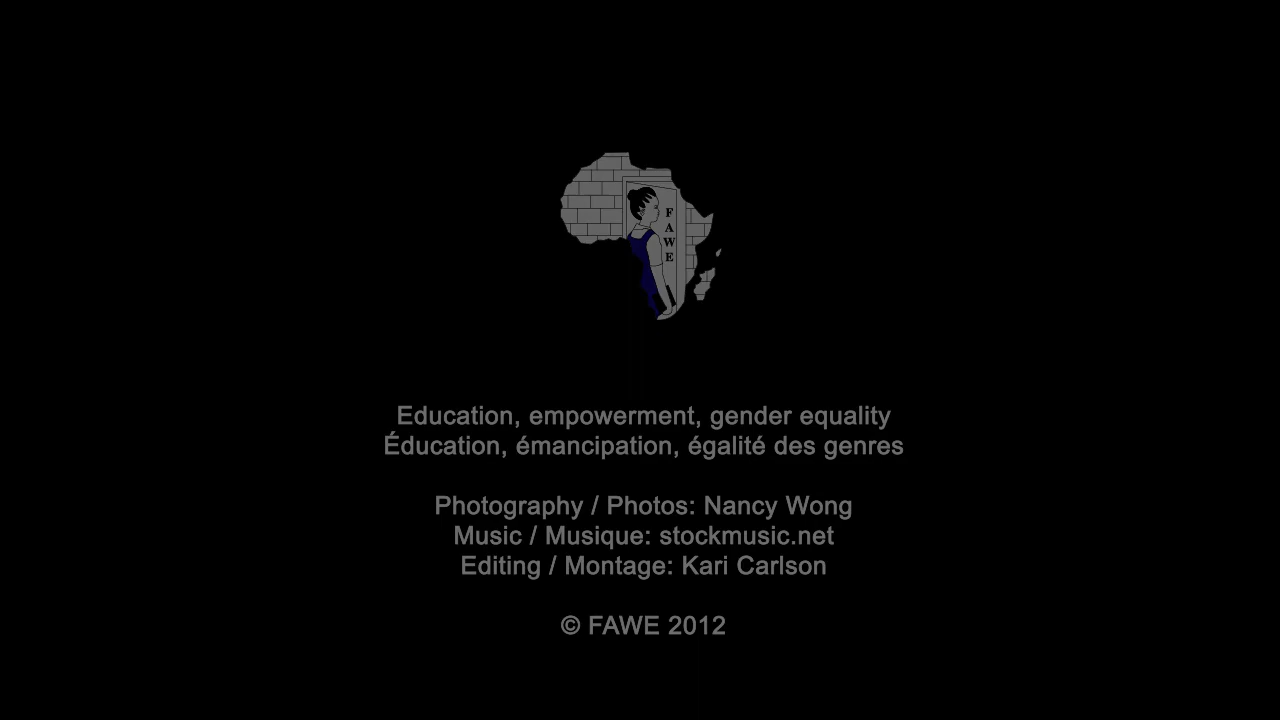 FAWE
Education, empowerment, gender equality
Éducation, émancipation, égalité des genres
Photography / Photos: Nancy Wong
Music / Musique: stockmusic.net
Editing / Montage: Kari Carlson
© FAWE 2012